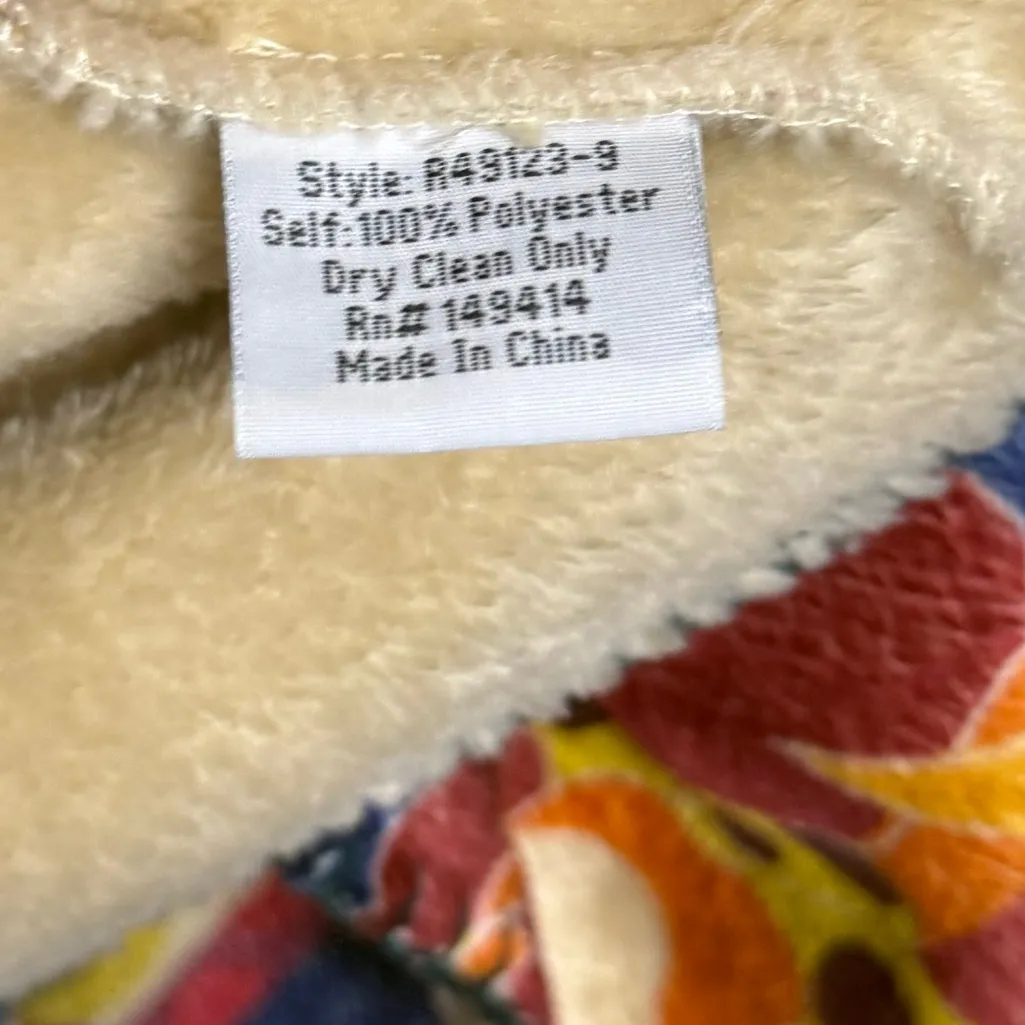 Style: R49123-9
Self:100% Polyester
Dry Clean Only
Rn# 149414
Made In China